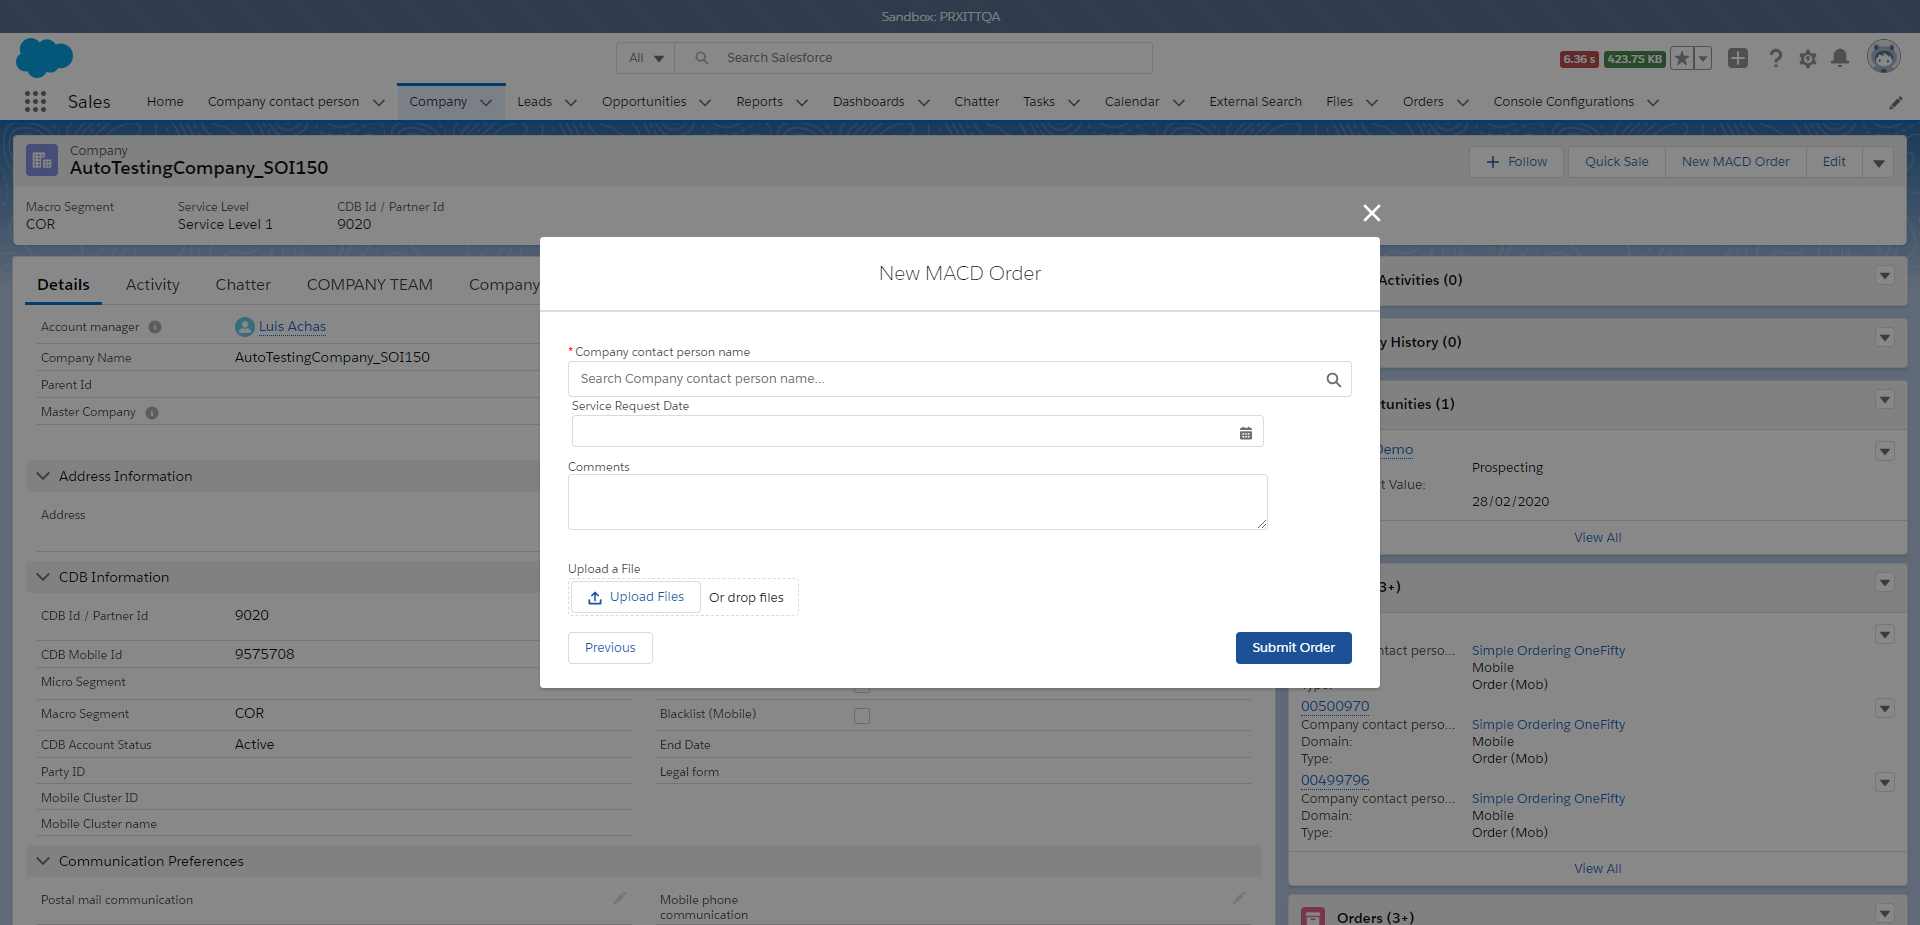 Sandbox: PRXITTQA
All
Search Salesforce
6.36 s 423.75 KB
Sales Home Company contact person Company Leads Opportunities Reports Dashboards Chatter Tasks Calendar External Search Files Orders Console Configurations
Company
AutoTestingCompany_SOI150
Follow Quick Sale New MACD Order Edit
Macro Segment Service Level CDB Id / Partner Id
COR Service Level 1 9020
New MACD Order
* Company contact person name
Search Company contact person name...
Service Request Date
Comments
Upload a File
Upload Files Or drop files
Previous Submit Order
Details Activity Chatter COMPANY TEAM Company
Account manager Luis Achas
Company Name AutoTestingCompany_SOI150
Parent Id
Master Company
Address Information
Address
CDB Information
CDB Id / Partner Id 9020
CDB Mobile Id 9575708
Micro Segment
Macro Segment COR Blacklist (Mobile)
CDB Account Status Active End Date
Party ID Legal form
Mobile Cluster ID
Mobile Cluster name
Communication Preferences
Postal mail communication Mobile phone
communication
Activities (0)
y History (0)
tunities (1)
Demo
Prospecting
t Value:
28/02/2020
View All
3+)
ntact perso... Simple Ordering OneFifty
Mobile
Order (Mob)
00500970
Company contact perso... Simple Ordering OneFifty
Domain: Mobile
Type: Order (Mob)
00499796
Company contact perso... Simple Ordering OneFifty
Domain: Mobile
Type: Order (Mob)
View All
Orders (3+)